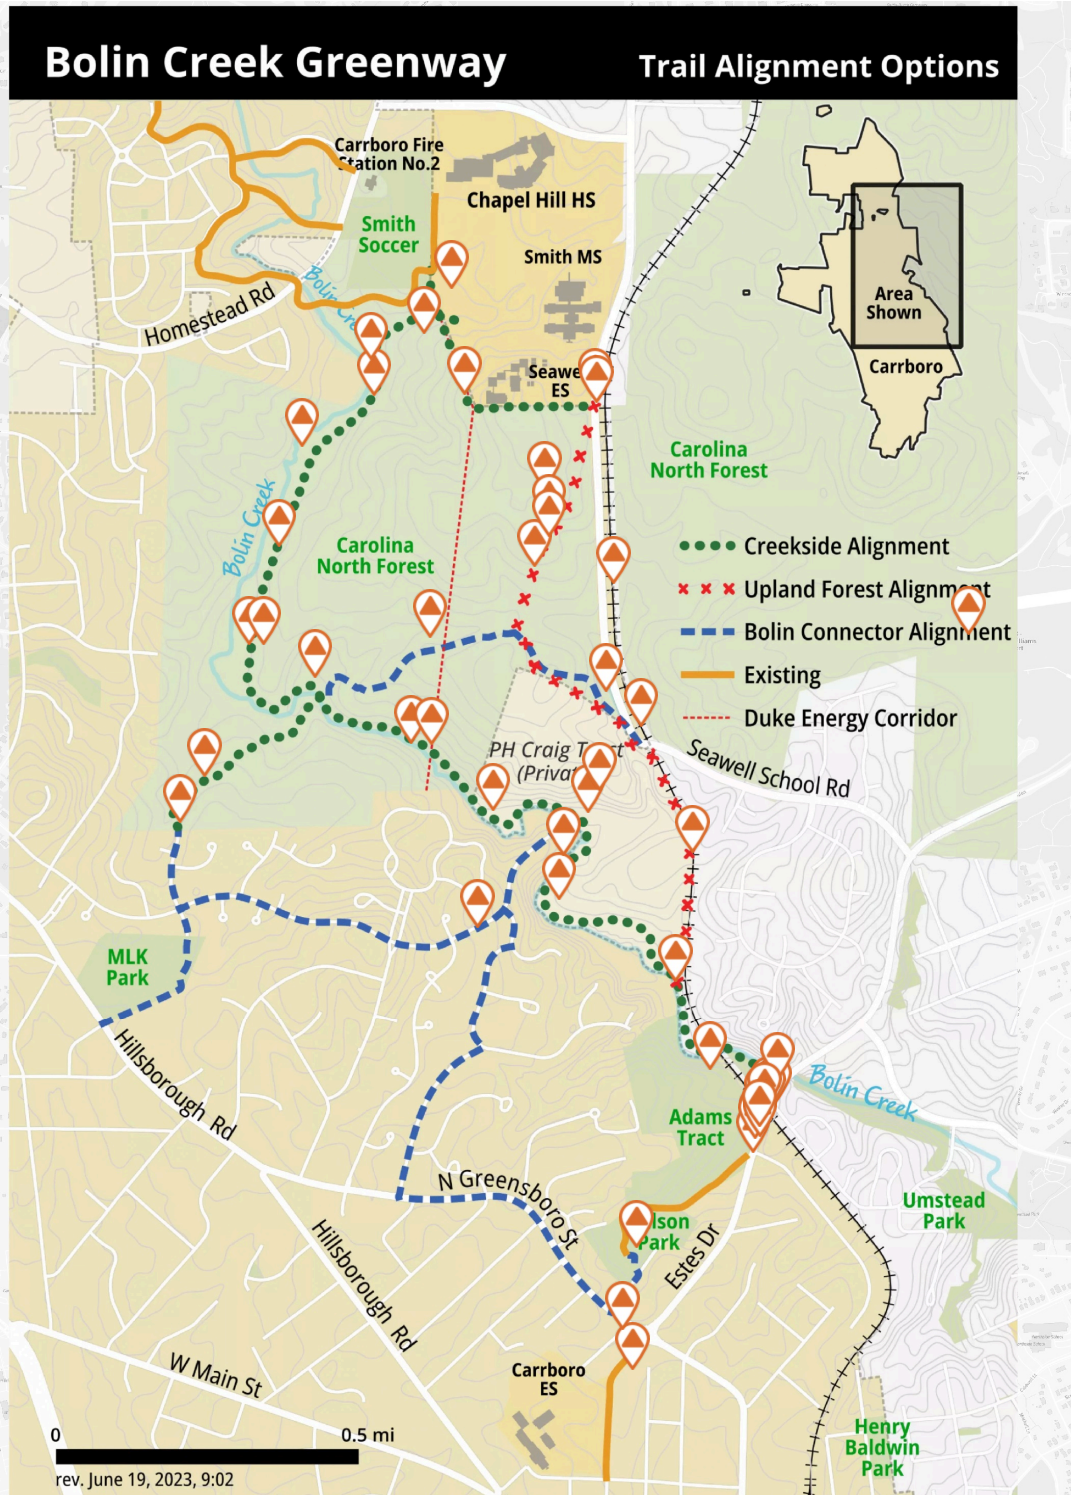 Bolin Creek Greenway
Trail Alignment Options
Carrboro Fire
Station No.2
Chapel Hill HS
Smith
Soccer
Smith MS
Area
Shown
Carrboro
Bolin
Homestead Rd
Seawe
ES
Carolina
North Forest
Bolin Creek
Carolina
North Forest
Creekside Alignment
Upland Forest Alignment
Bolin Connector Alignment
Existing
Duke Energy Corridor
PH Craig
Seawell School Rd
MLK
Park
Hillsborough Rd
Bolin Creek
Adams
Tract
N Greensboro St
Umstead
Park
lson
Park
Estes Dr
Hillsborough Rd
W Main St
Carrboro
ES
Henry
Baldwin
Park
0
0.5 mi
rev. June 19, 2023, 9:02